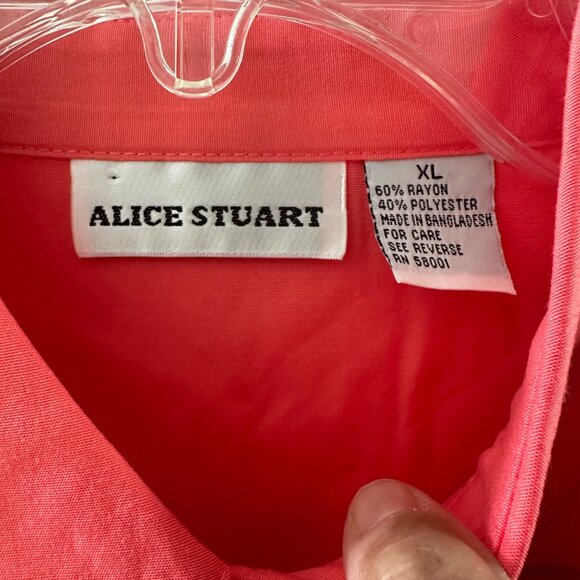 ALICE STUART
XL
60% RAYON
40% POLYESTER
MADE IN BANGLADESH
FOR CARE
SEE REVERSE
RN 58001